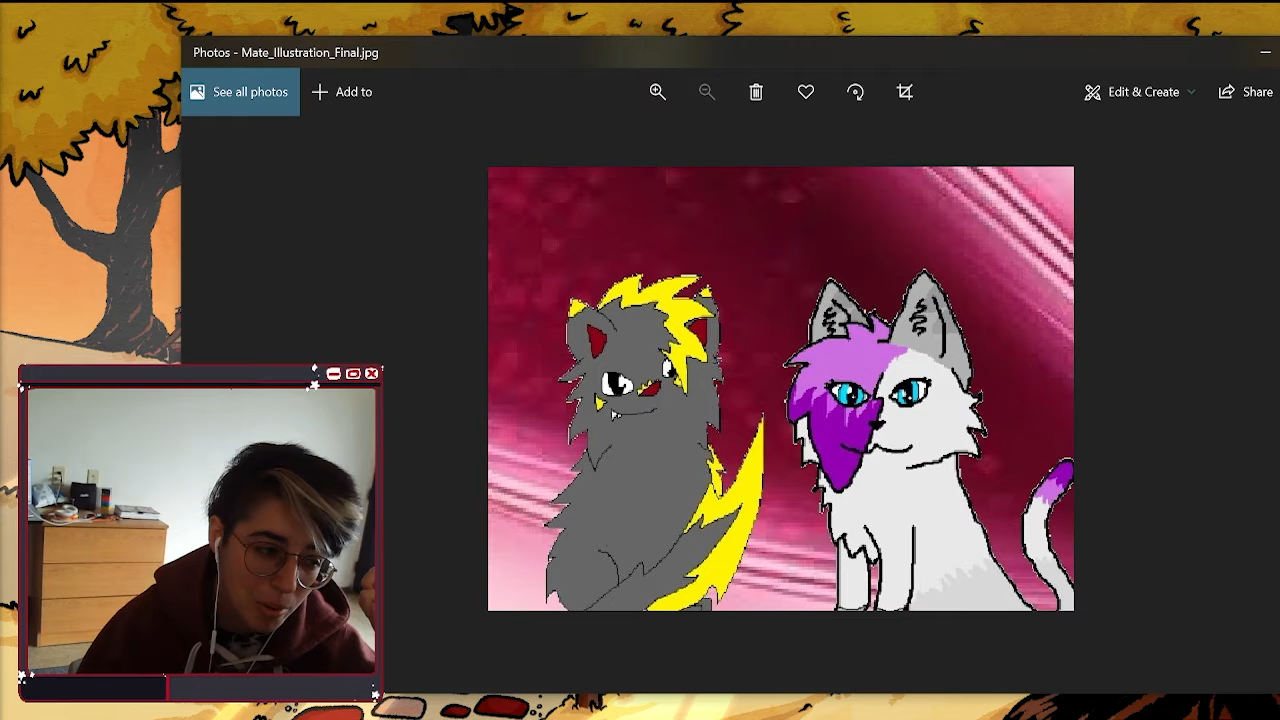 Photos - Mate_Illustration_Final.jpg
See all photos
Add to
Edit & Create
Share